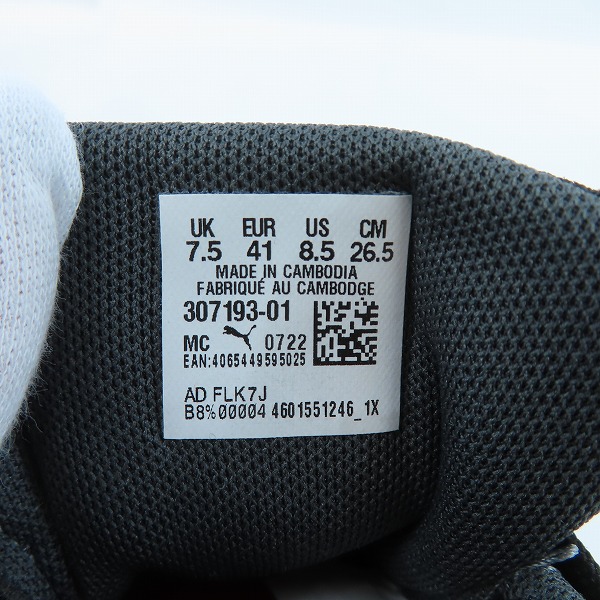 UK EUR US CM
7.5 41 8.5 26.5
MADE IN CAMBODIA
FABRIQUÉ AU CAMBODGE
307193-01
MC 0722
EAN:4065449595025
AD FLK7J
B8%00004 4601551246_1X